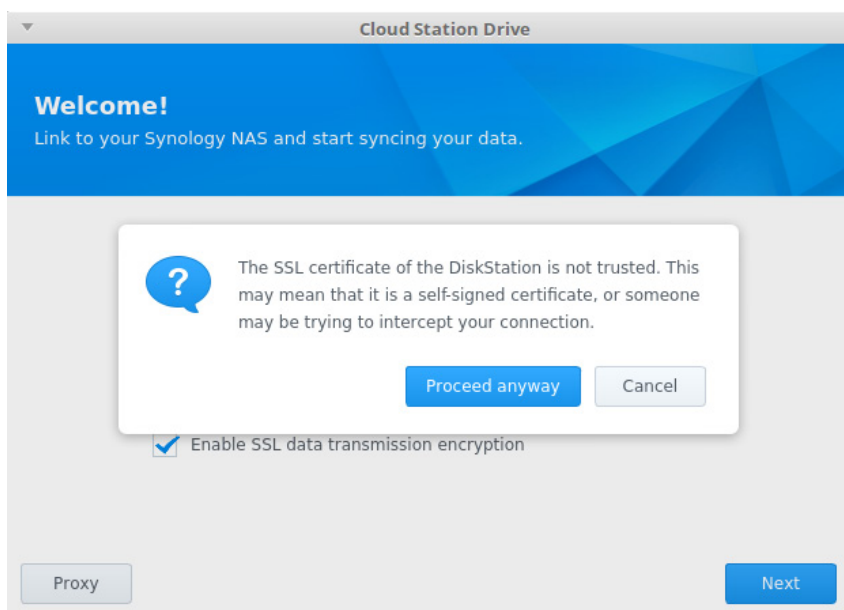 Cloud Station Drive
Welcome!
Link to your Synology NAS and start syncing your data.
?
The SSL certificate of the DiskStation is not trusted. This
may mean that it is a self-signed certificate, or someone
may be trying to intercept your connection.
Proceed anyway
Cancel
Enable SSL data transmission encryption
Proxy
Next